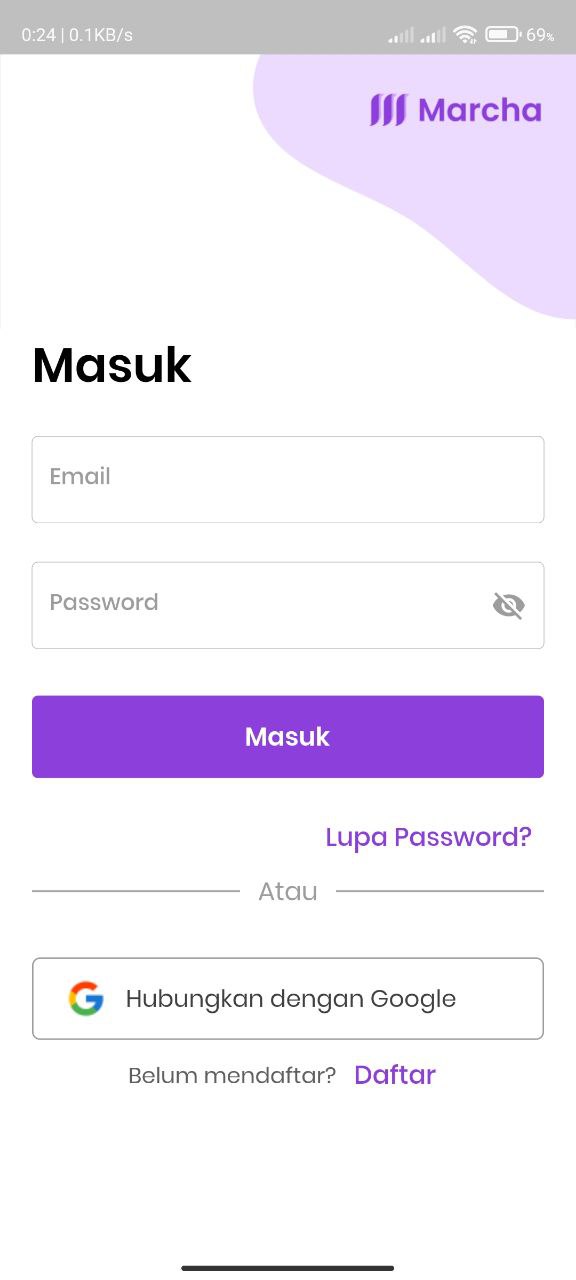 0:24 | 0.1KB/s 69%
Marcha
Masuk
Email
Password
Masuk
Lupa Password?
Atau
Hubungkan dengan Google
Belum mendaftar? Daftar